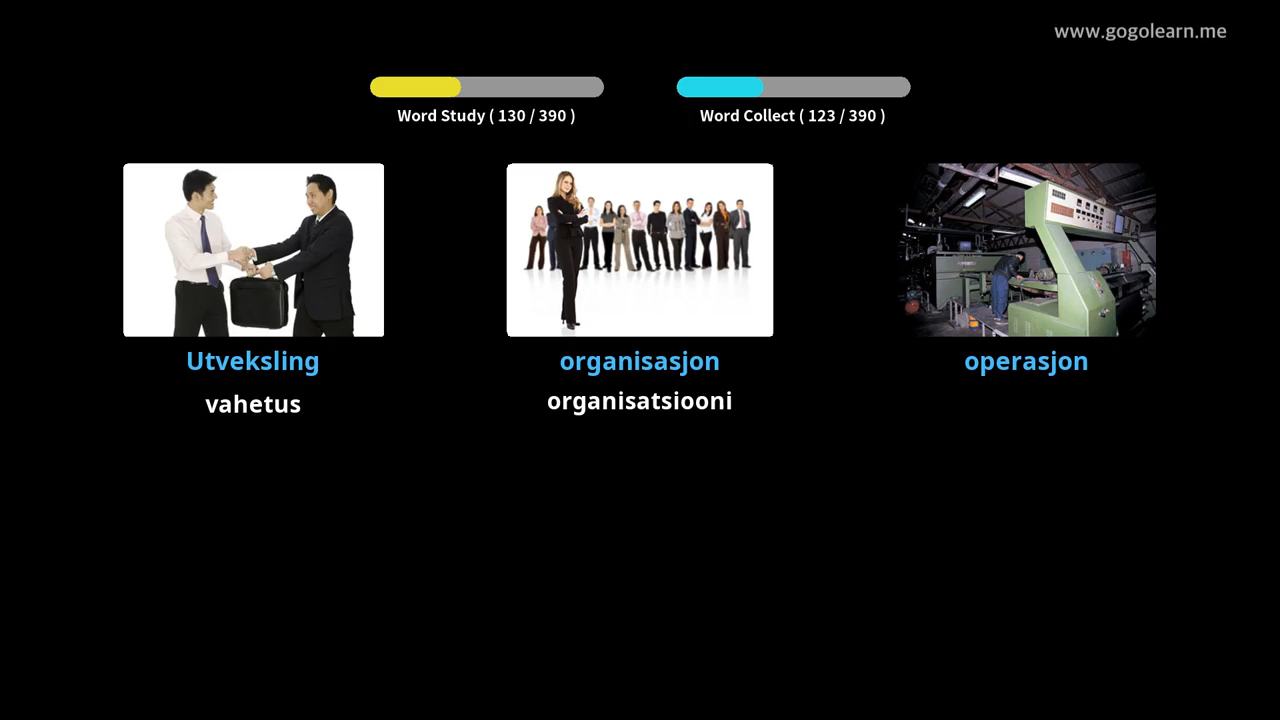 www.gogolearn.me
Word Study ( 130 / 390 )
Word Collect ( 123 / 390 )
Utveksling
organisasjon
operasjon
vahetus
organisatsiooni